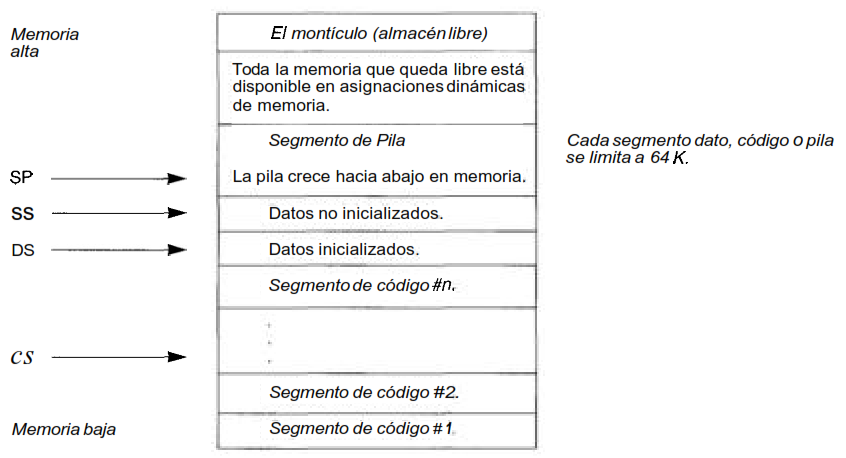 Memoria
alta
El montículo (almacén libre)
Toda la memoria que queda libre está
disponible en asignaciones dinámicas
de memoria.
Segmento de Pila
Cada segmento dato, código o pila
se limita a 64 K.
SP
La pila crece hacia abajo en memoria.
SS
Datos no inicializados.
DS
Datos inicializados.
Segmento de código #n.
.
.
.
CS
Segmento de código #2.
Memoria baja
Segmento de código #1.